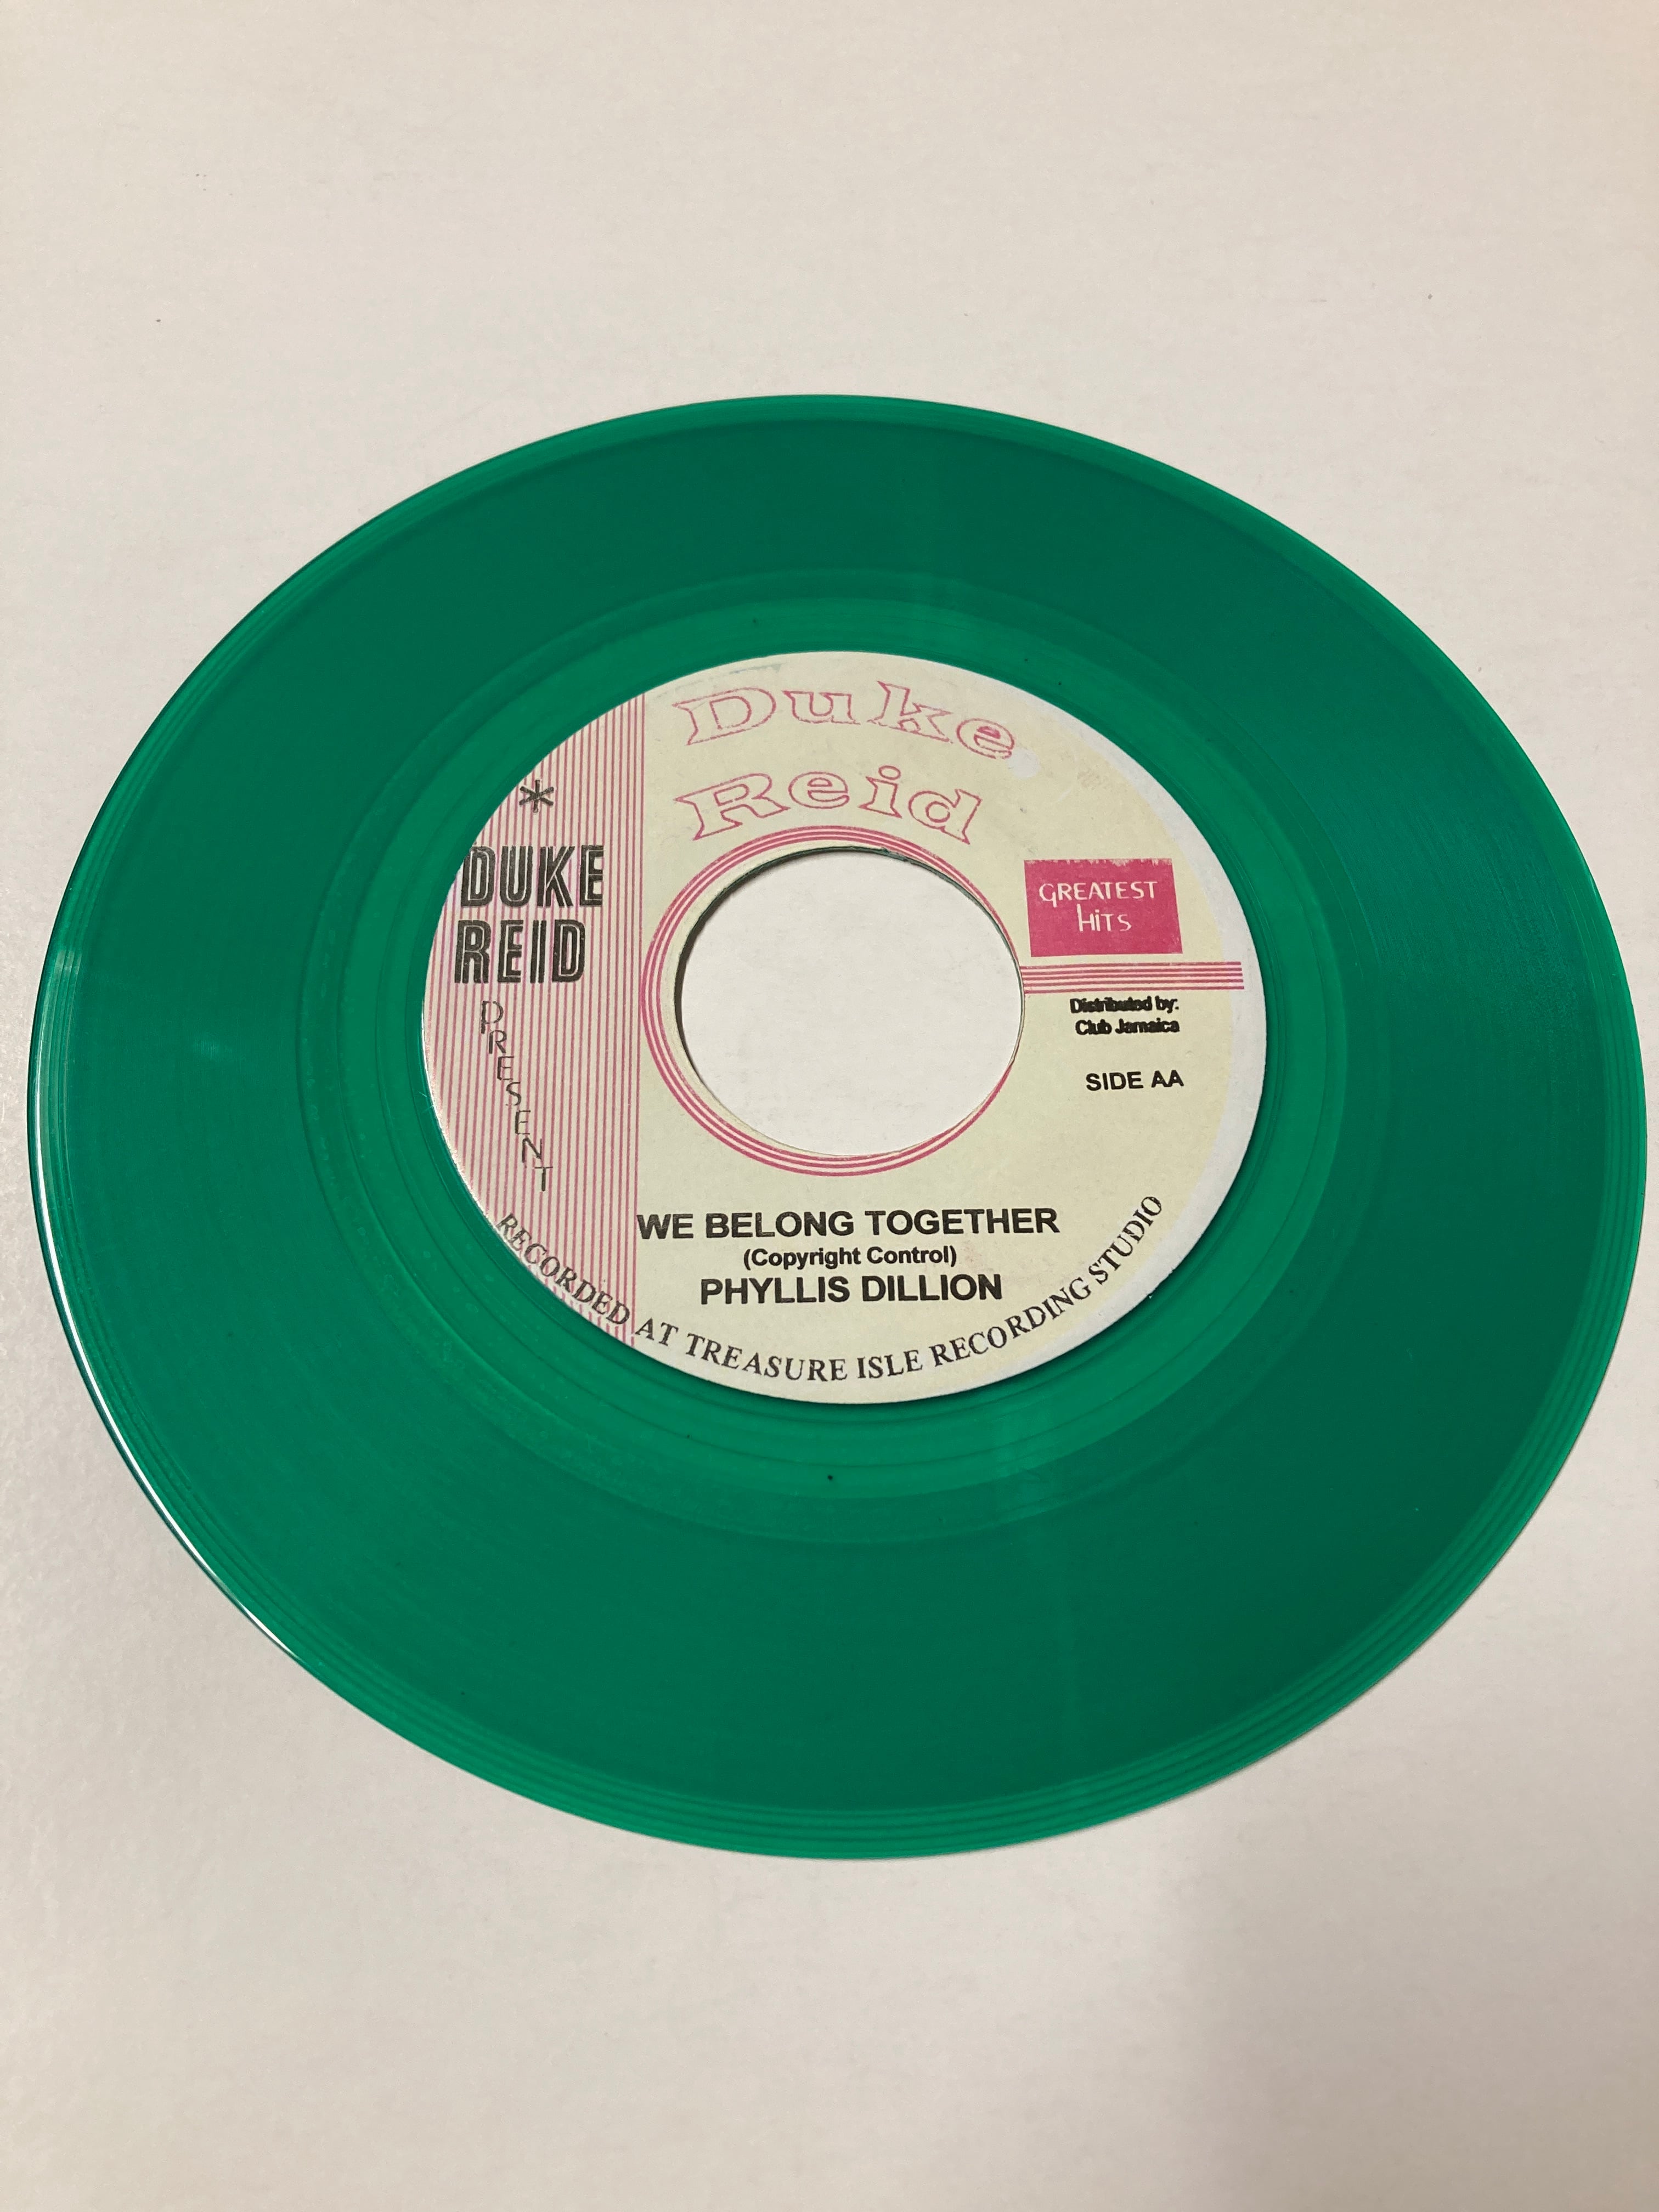 Duke
Reid
*
DUKE
REID
PRESENT
GREATEST
HiTS
Distributed by:
Club Jamaica
SIDE AA
WE BELONG TOGETHER
(Copyright Control)
PHYLLIS DILLION
RECORDED AT TREASURE ISLE RECORDING STUDIO